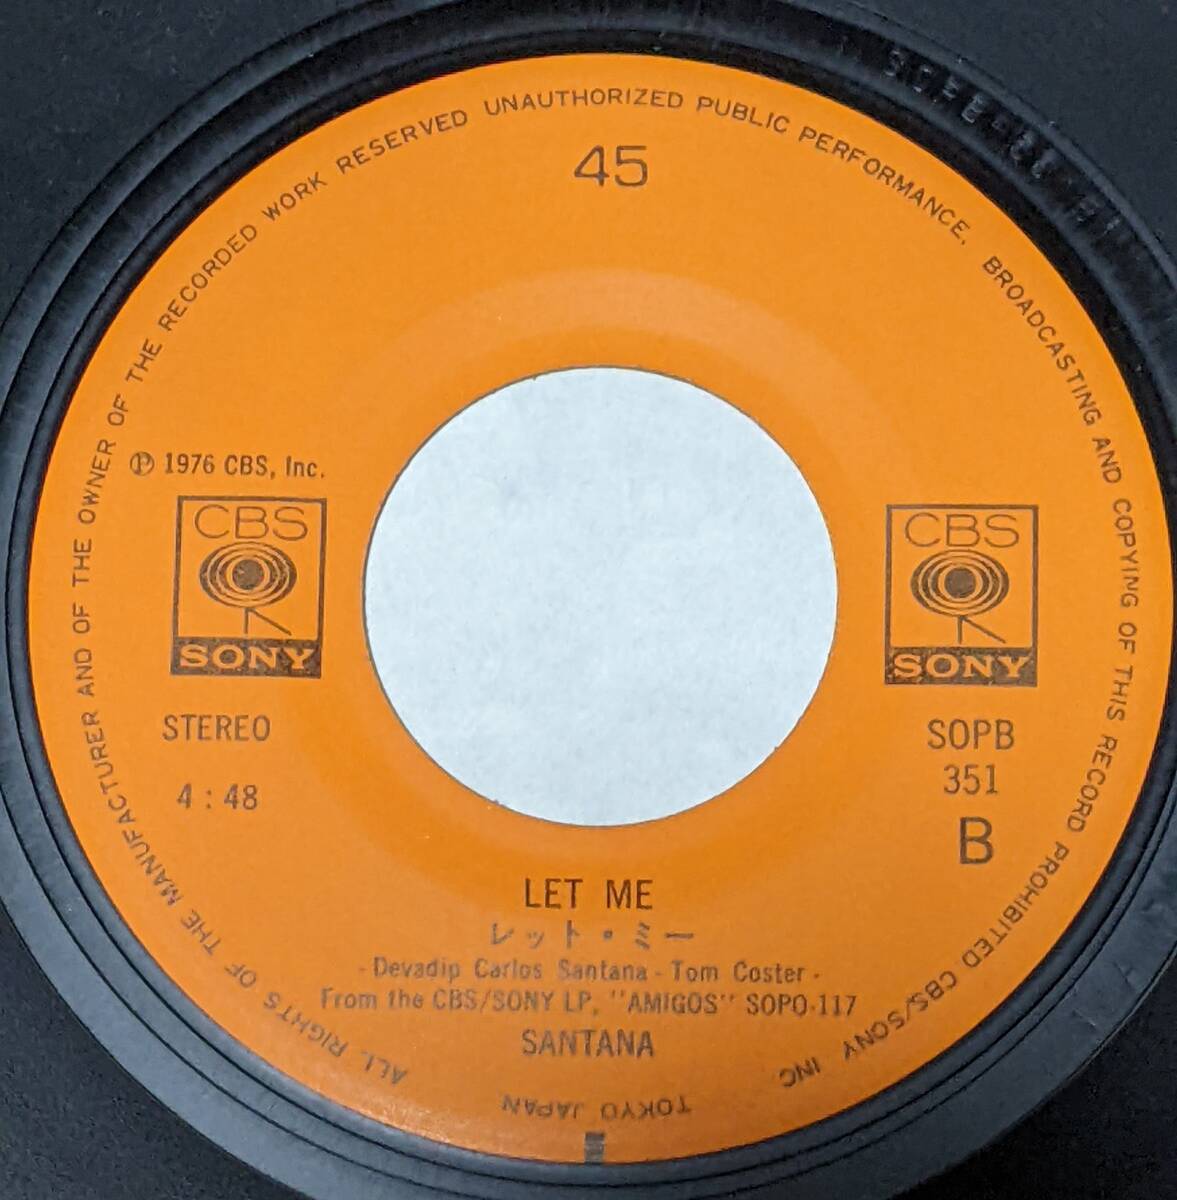 ALL RIGHTS OF THE MANUFACTURER AND OF THE OWNER OF THE RECORDED WORK RESERVED UNAUTHORIZED PUBLIC PERFORMANCE, BROADCASTING AND COPYING OF THIS RECORD PROHIBITED CBS/SONY INC
TOKYO JAPAN
45
℗ 1976 CBS, Inc.
CBS
SONY
CBS
SONY
STEREO
4 : 48
SOPB
351
B
LET ME
レット・ミー
- Devadip Carlos Santana - Tom Coster -
From the CBS/SONY LP, "AMIGOS" SOPO-117
SANTANA